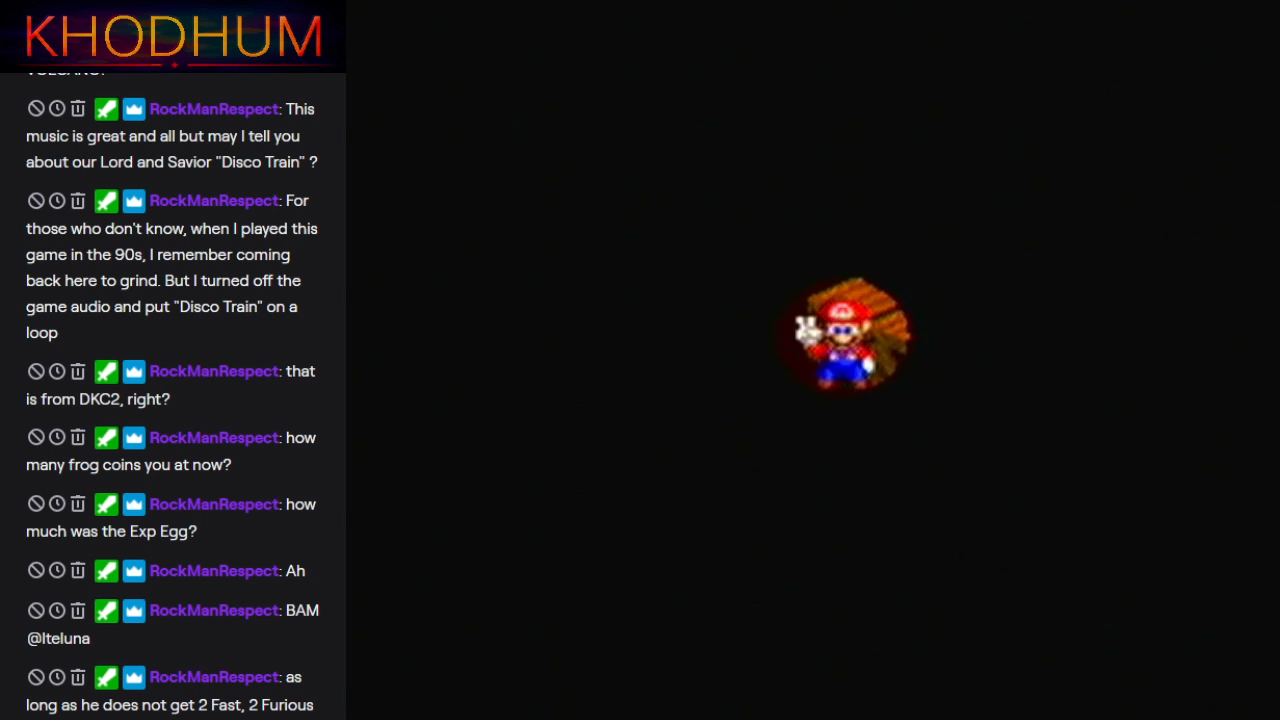 KHODHUM
VOLCANO!
RockManRespect: This
music is great and all but may I tell you
about our Lord and Savior "Disco Train" ?
RockManRespect: For
those who don't know, when I played this
game in the 90s, I remember coming
back here to grind. But I turned off the
game audio and put "Disco Train" on a
loop
RockManRespect: that
is from DKC2, right?
RockManRespect: how
many frog coins you at now?
RockManRespect: how
much was the Exp Egg?
RockManRespect: Ah
RockManRespect: BAM
@Iteluna
RockManRespect: as
long as he does not get 2 Fast, 2 Furious